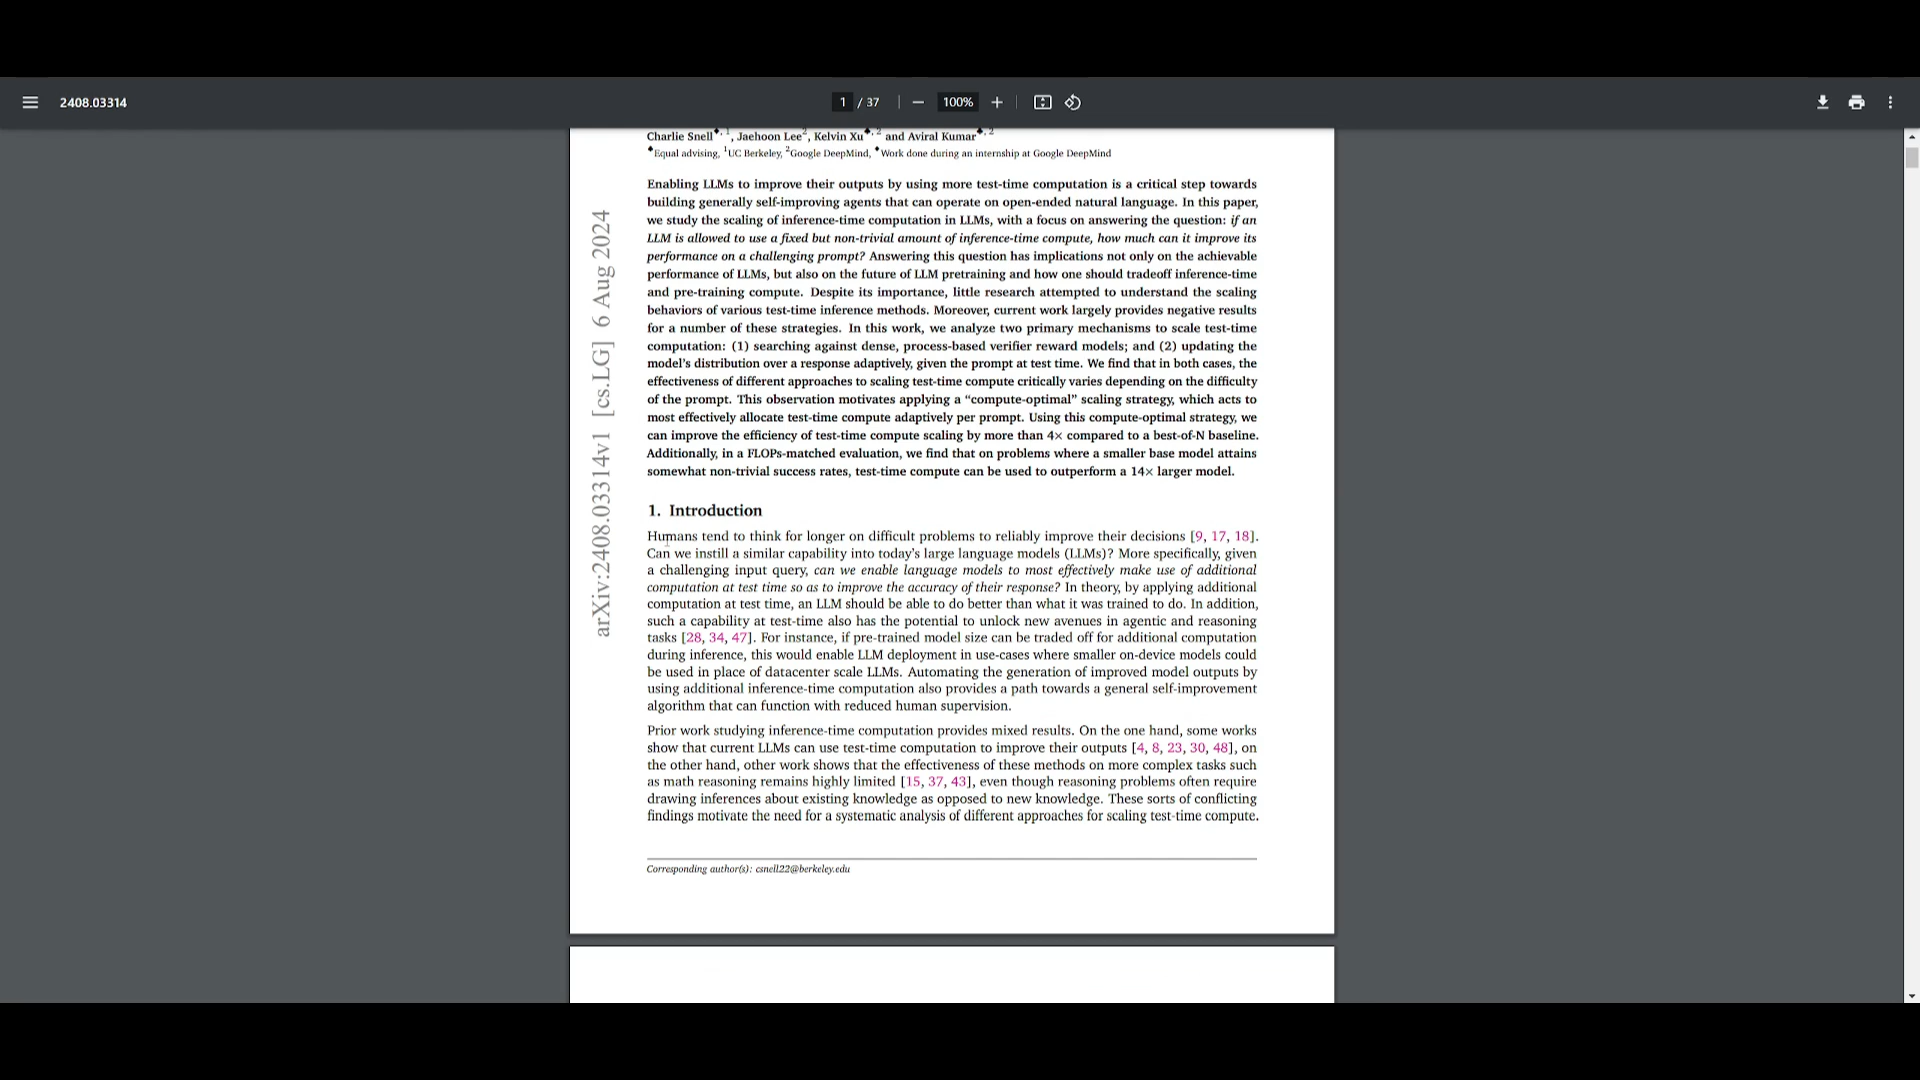 2408.03314
1 / 37
100%
Charlie Snell♠, 1, Jaehoon Lee2, Kelvin Xu♣, 2 and Aviral Kumar♣, 2
♣Equal advising, 1UC Berkeley, 2Google DeepMind, ♠Work done during an internship at Google DeepMind
Enabling LLMs to improve their outputs by using more test-time computation is a critical step towards
building generally self-improving agents that can operate on open-ended natural language. In this paper,
we study the scaling of inference-time computation in LLMs, with a focus on answering the question: if an
LLM is allowed to use a fixed but non-trivial amount of inference-time compute, how much can it improve its
performance on a challenging prompt? Answering this question has implications not only on the achievable
performance of LLMs, but also on the future of LLM pretraining and how one should tradeoff inference-time
and pre-training compute. Despite its importance, little research attempted to understand the scaling
behaviors of various test-time inference methods. Moreover, current work largely provides negative results
for a number of these strategies. In this work, we analyze two primary mechanisms to scale test-time
computation: (1) searching against dense, process-based verifier reward models; and (2) updating the
model's distribution over a response adaptively, given the prompt at test time. We find that in both cases, the
effectiveness of different approaches to scaling test-time compute critically varies depending on the difficulty
of the prompt. This observation motivates applying a “compute-optimal” scaling strategy, which acts to
most effectively allocate test-time compute adaptively per prompt. Using this compute-optimal strategy, we
can improve the efficiency of test-time compute scaling by more than 4× compared to a best-of-N baseline.
Additionally, in a FLOPs-matched evaluation, we find that on problems where a smaller base model attains
somewhat non-trivial success rates, test-time compute can be used to outperform a 14× larger model.
arXiv:2408.03314v1 [cs.LG] 6 Aug 2024
1. Introduction
Humans tend to think for longer on difficult problems to reliably improve their decisions [9, 17, 18].
Can we instill a similar capability into today's large language models (LLMs)? More specifically, given
a challenging input query, can we enable language models to most effectively make use of additional
computation at test time so as to improve the accuracy of their response? In theory, by applying additional
computation at test time, an LLM should be able to do better than what it was trained to do. In addition,
such a capability at test-time also has the potential to unlock new avenues in agentic and reasoning
tasks [28, 34, 47]. For instance, if pre-trained model size can be traded off for additional computation
during inference, this would enable LLM deployment in use-cases where smaller on-device models could
be used in place of datacenter scale LLMs. Automating the generation of improved model outputs by
using additional inference-time computation also provides a path towards a general self-improvement
algorithm that can function with reduced human supervision.
Prior work studying inference-time computation provides mixed results. On the one hand, some works
show that current LLMs can use test-time computation to improve their outputs [4, 8, 23, 30, 48], on
the other hand, other work shows that the effectiveness of these methods on more complex tasks such
as math reasoning remains highly limited [15, 37, 43], even though reasoning problems often require
drawing inferences about existing knowledge as opposed to new knowledge. These sorts of conflicting
findings motivate the need for a systematic analysis of different approaches for scaling test-time compute.
Corresponding author(s): csnell22@berkeley.edu